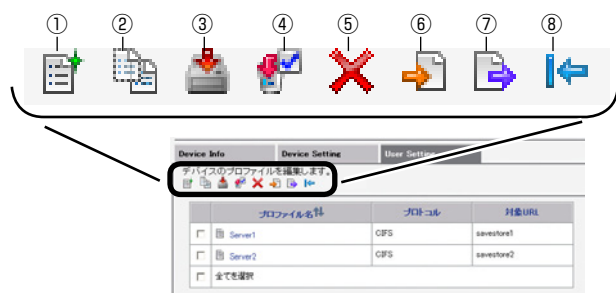 ① ② ③ ④ ⑤ ⑥ ⑦ ⑧
Device Info Device Setting User Setting
デバイスのプロファイルを編集します。
プロファイル名 プロトコル 対象URL
Server1 CIFS savestore1
Server2 CIFS savestore2
全てを選択